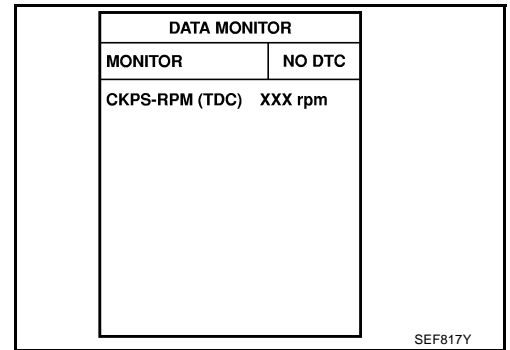 DATA MONITOR
MONITOR NO DTC
CKPS-RPM (TDC) XXX rpm
SEF817Y